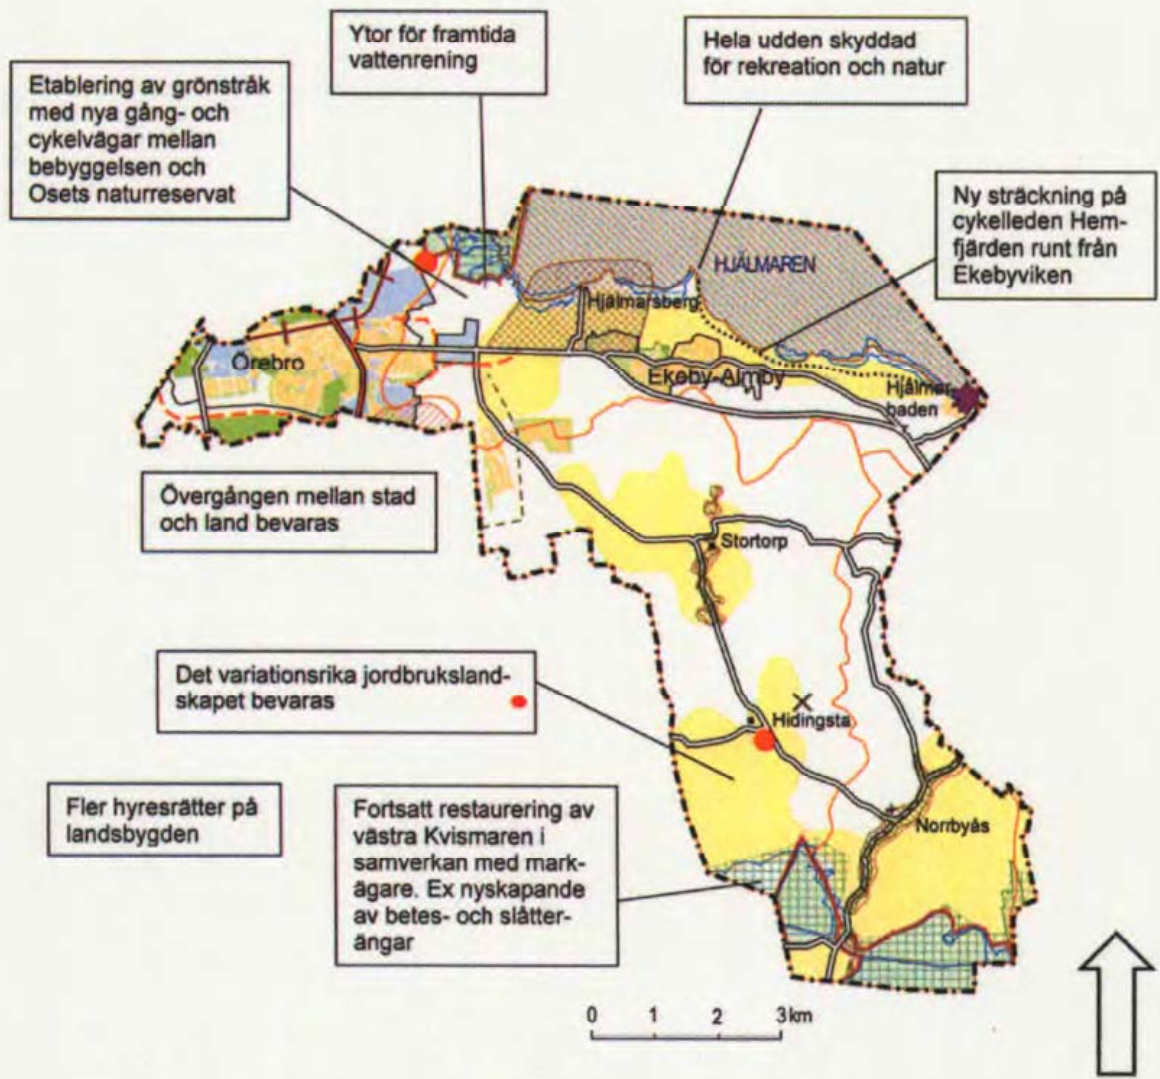 Ytor för framtida
vattenrening
Hela udden skyddad
för rekreation och natur
Etablering av grönstråk
med nya gång- och
cykelvägar mellan
bebyggelsen och
Osets naturreservat
Ny sträckning på
cykelleden Hem-
fjärden runt från
Ekebyviken
HJÄLMAREN
Hjälmarsberg
Örebro
Ekeby-Almby
Hjälmar
baden
Övergången mellan stad
och land bevaras
Stortorp
Det variationsrika jordbruksland-
skapet bevaras
Hidingsta
Fler hyresrätter på
landsbygden
Fortsatt restaurering av
västra Kvismaren i
samverkan med mark-
ägare. Ex nyskapande
av betes- och slåtter-
ängar
Norrbyås
0 1 2 3 km